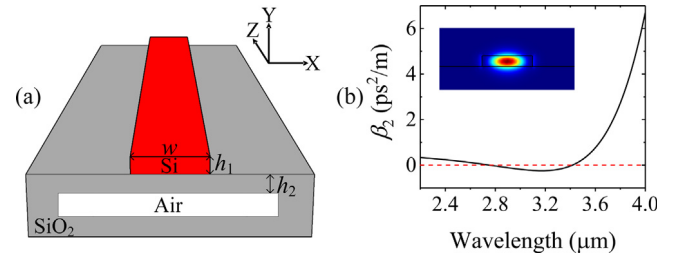 (a)
Y
Z
X
w
Si
h₁
h₂
Air
SiO₂
(b)
β₂ (ps²/m)
6
4
2
0
2.4 2.8 3.2 3.6 4.0
Wavelength (μm)